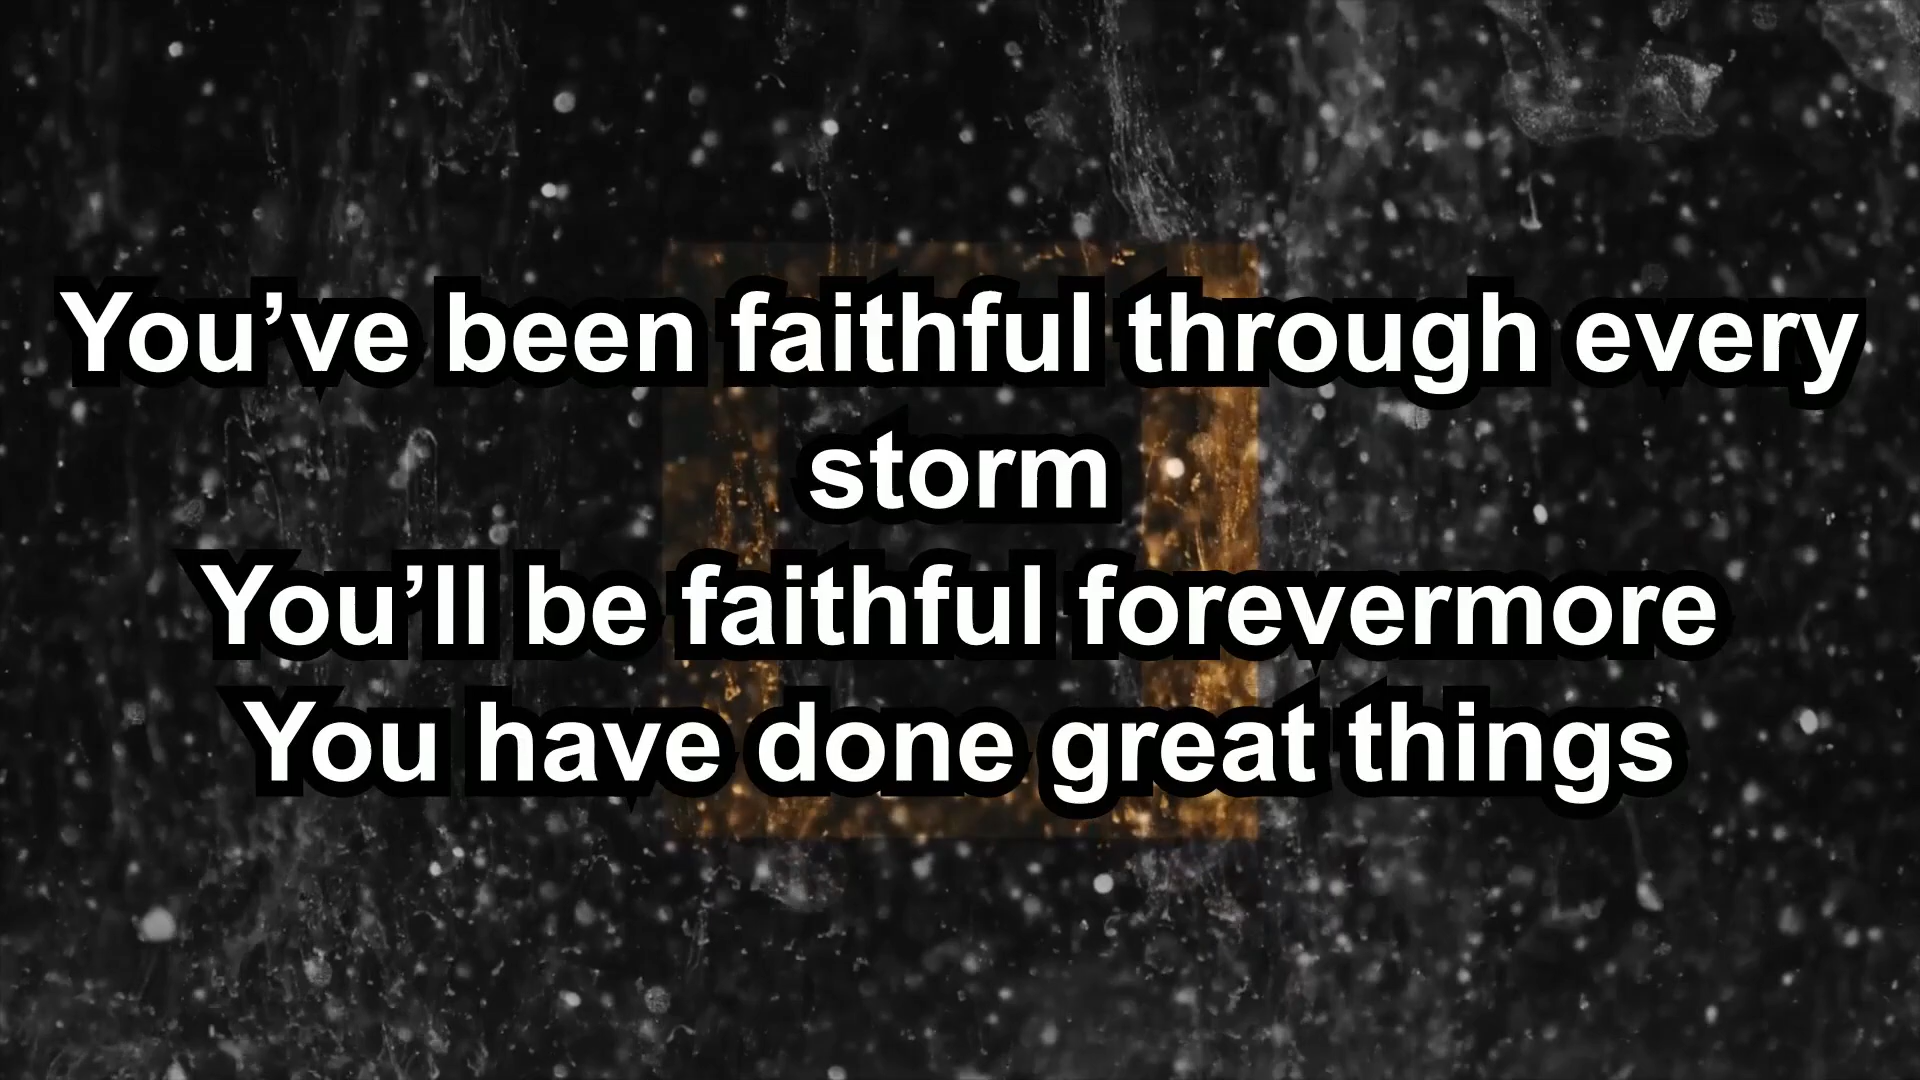 You’ve been faithful through every
storm
You’ll be faithful forevermore
You have done great things